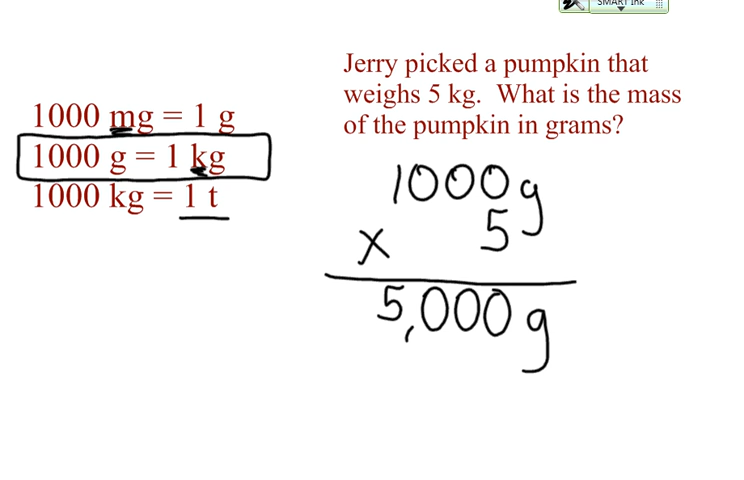 SMART Ink
Jerry picked a pumpkin that
weighs 5 kg. What is the mass
of the pumpkin in grams?
1000 mg = 1 g
1000 g = 1 kg
1000 kg = 1 t
1000g
x 5
5,000 g